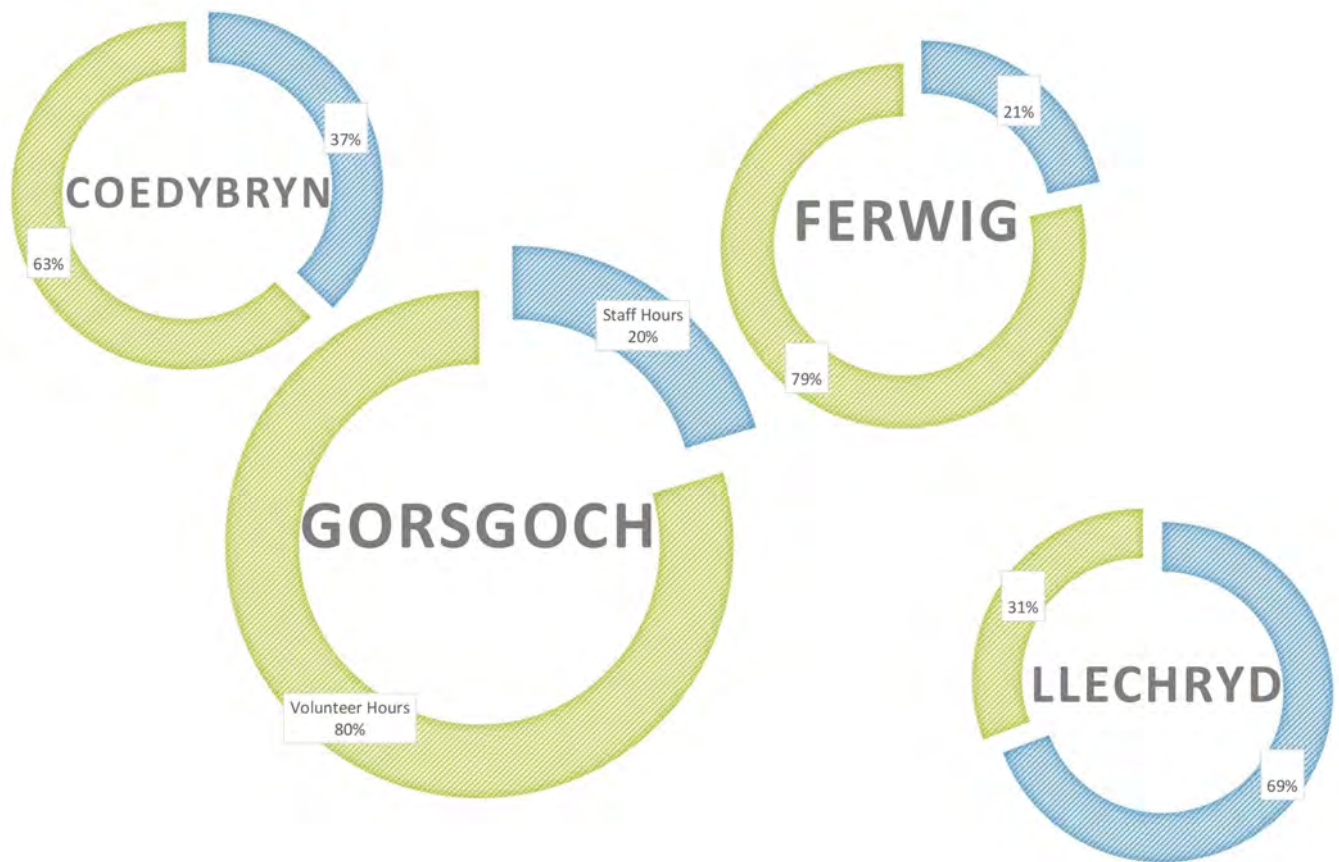 37%
COEDYBRYN
63%
21%
FERWIG
79%
Staff Hours
20%
GORSGOCH
Volunteer Hours
80%
31%
LLECHRYD
69%